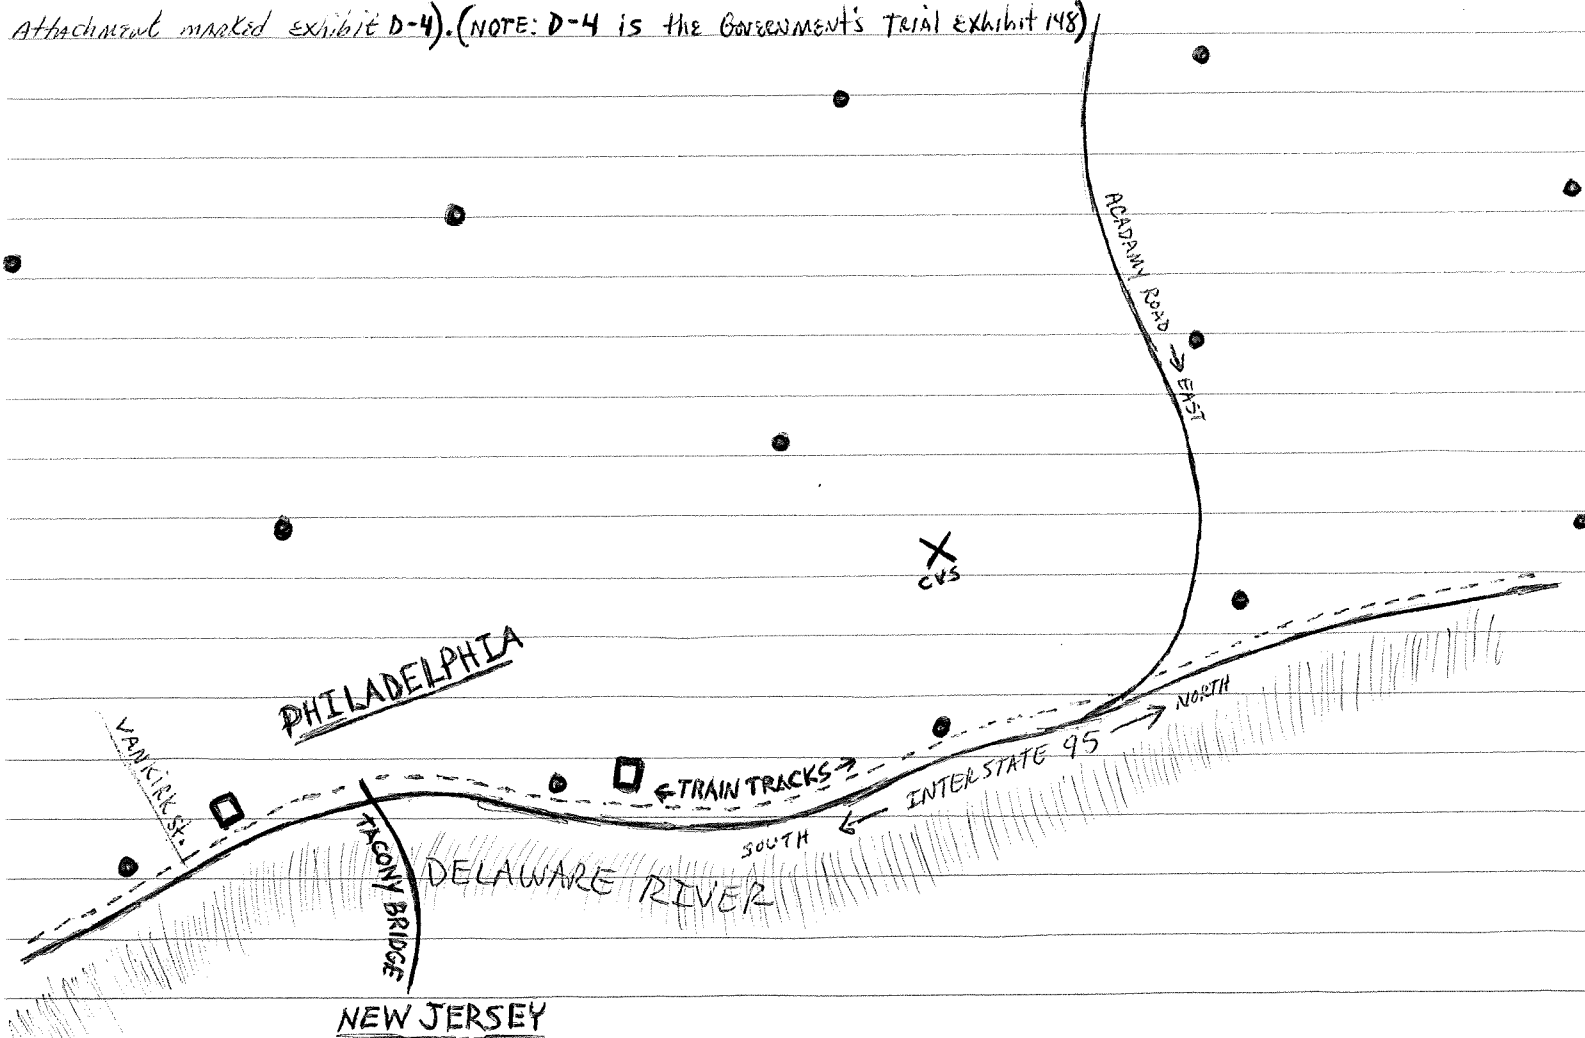 Attachment marked exhibit D-4). (NOTE: D-4 is the Government's Trial Exhibit 148)
ACADAMY ROAD → EAST
X
CVS
PHILADELPHIA
VANKIRK St.
← TRAIN TRACKS →
NORTH
← INTERSTATE 95 →
SOUTH
TACONY BRIDGE
DELAWARE RIVER
NEW JERSEY